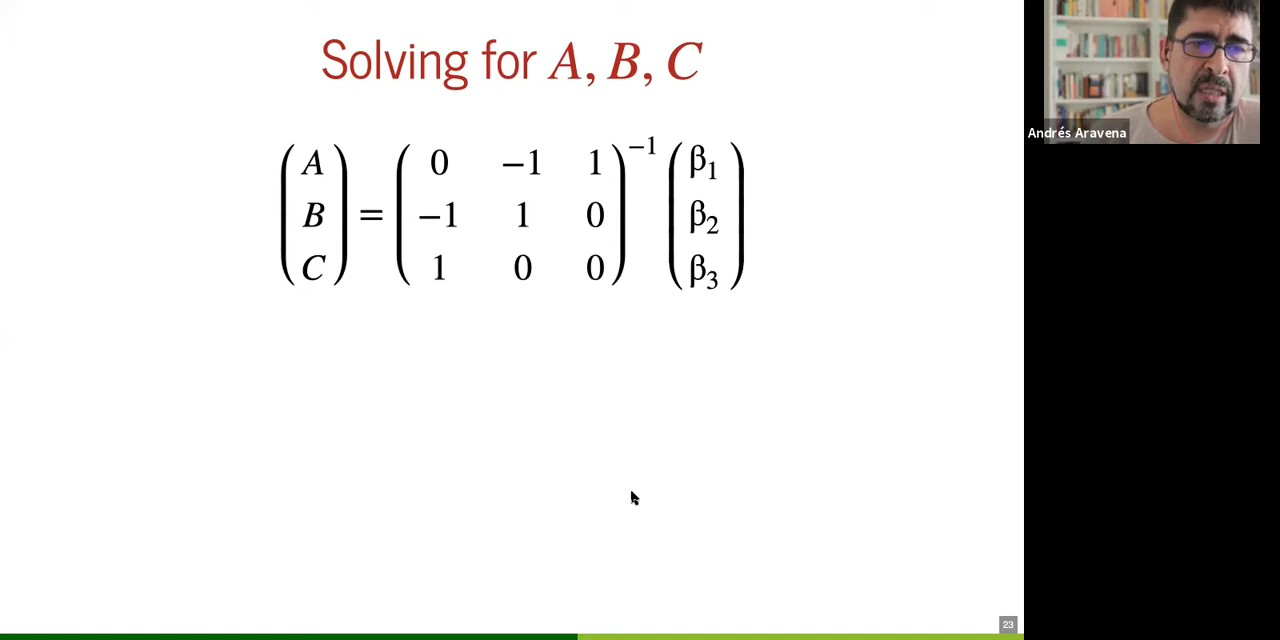 Solving for A, B, C
( A B C ) = ( 0 −1 1 −1 1 0 1 0 0 )⁻¹ ( β₁ β₂ β₃ )
Andrés Aravena
23